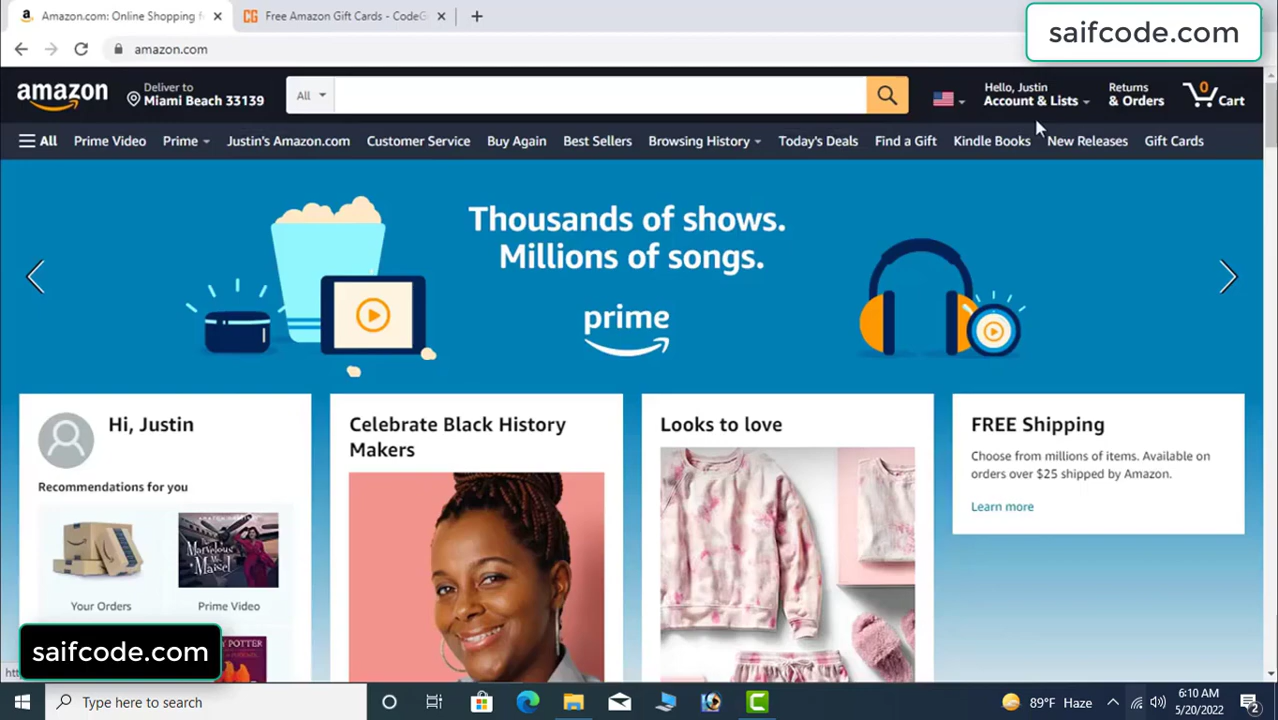 Amazon.com: Online Shopping f
Free Amazon Gift Cards - CodeG
saifcode.com
amazon.com
amazon
Deliver to
Miami Beach 33139
All
Hello, Justin
Account & Lists
Returns
& Orders
0
Cart
All
Prime Video
Prime
Justin's Amazon.com
Customer Service
Buy Again
Best Sellers
Browsing History
Today's Deals
Find a Gift
Kindle Books
New Releases
Gift Cards
Thousands of shows.
Millions of songs.
prime
Hi, Justin
Recommendations for you
Your Orders
MARVELOUS
Mrs.
Maisel
Prime Video
POTTER
Celebrate Black History
Makers
Looks to love
FREE Shipping
Choose from millions of items. Available on
orders over $25 shipped by Amazon.
Learn more
saifcode.com
Type here to search
89°F Haze
6:10 AM
5/20/2022
2